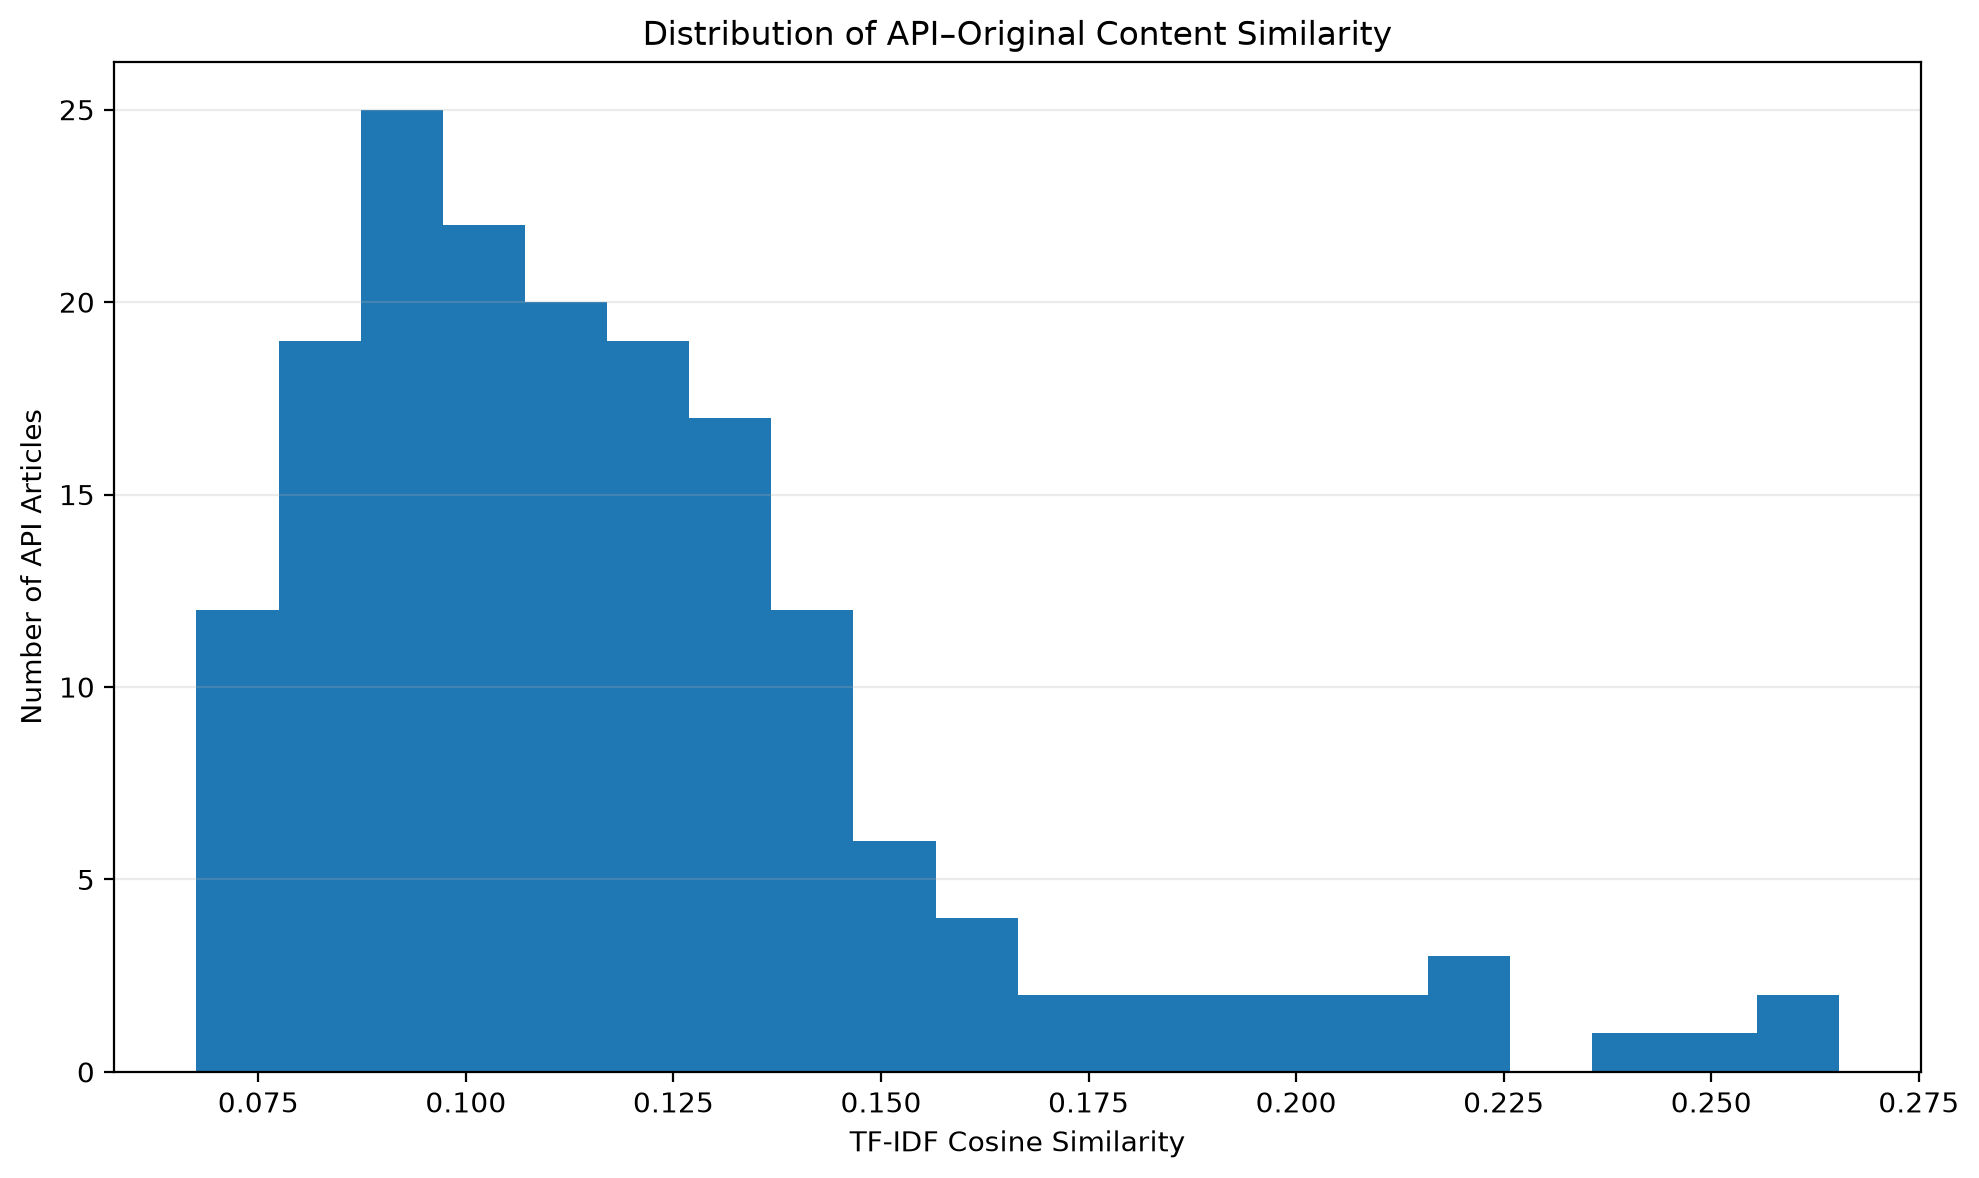 Distribution of API–Original Content Similarity
Number of API Articles
25
20
15
10
5
0
0.075 0.100 0.125 0.150 0.175 0.200 0.225 0.250 0.275
TF-IDF Cosine Similarity